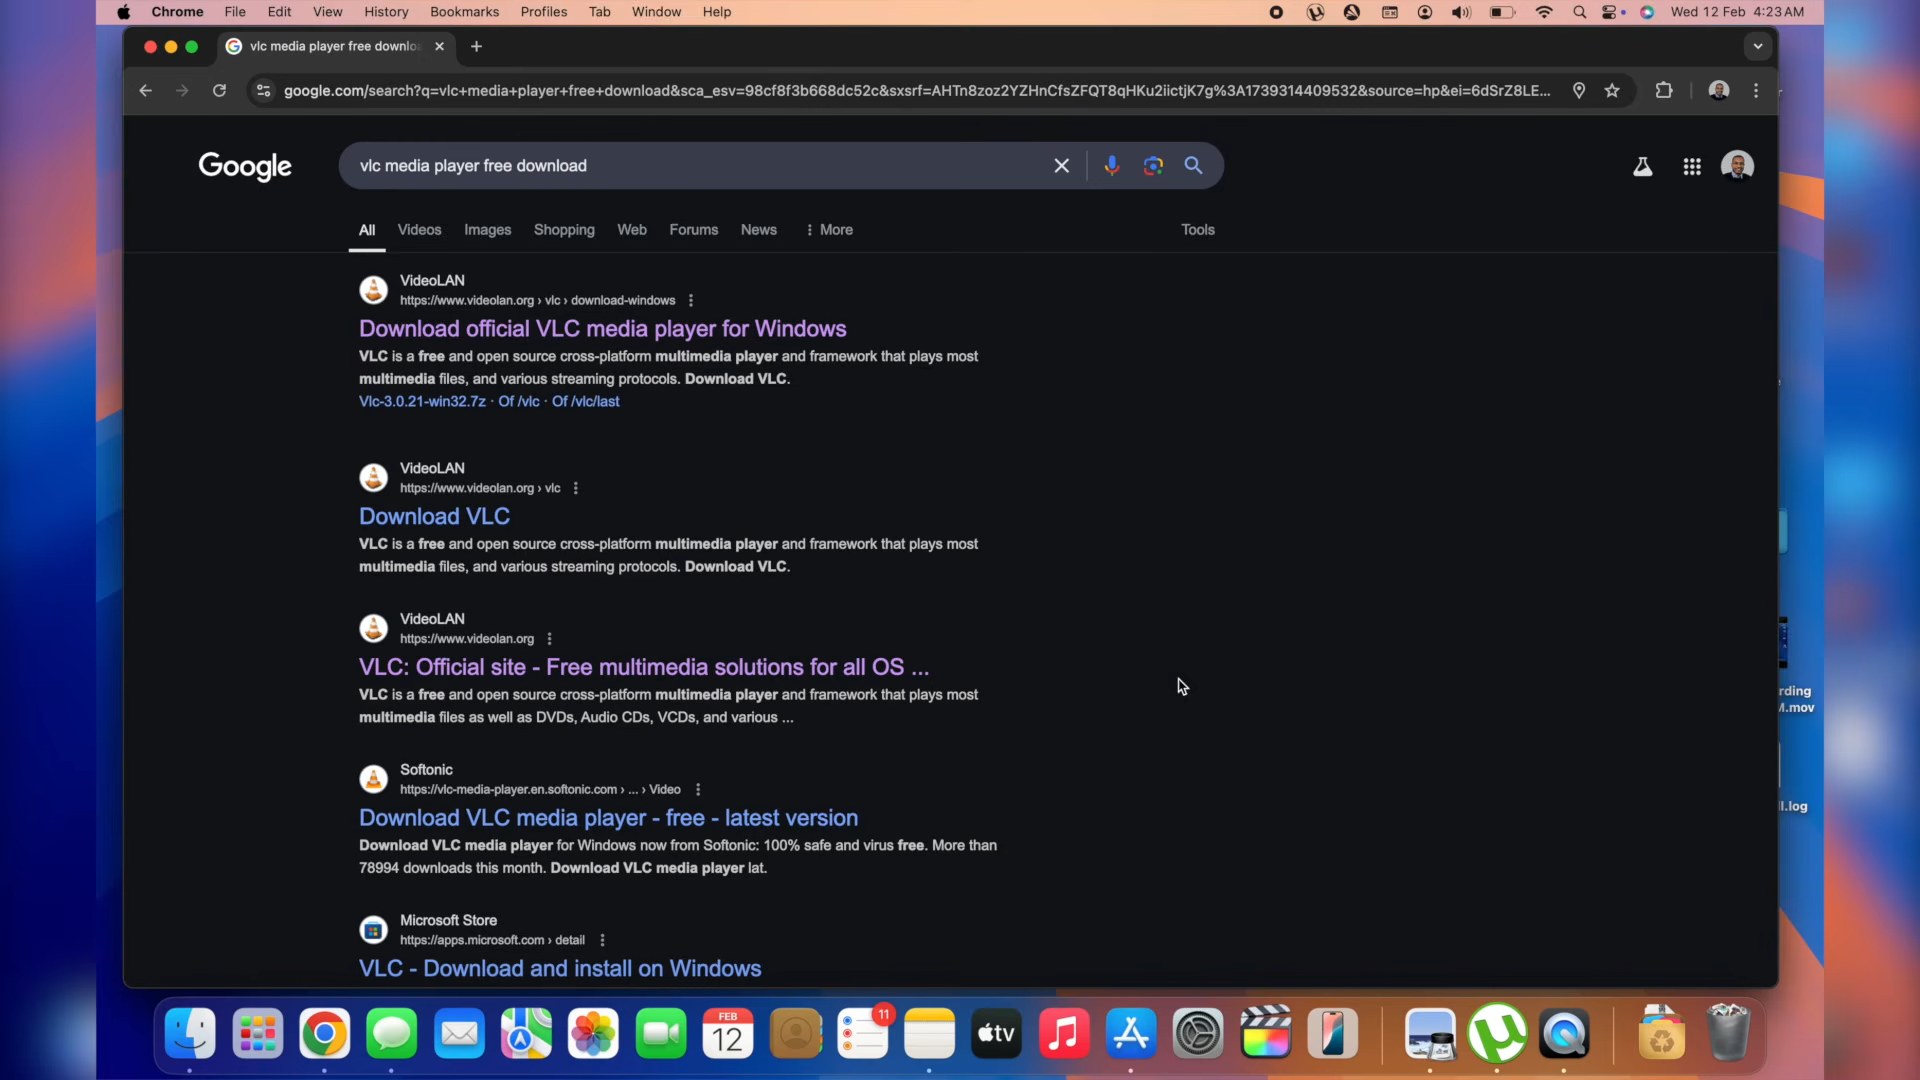 Chrome File Edit View History Bookmarks Profiles Tab Window Help Wed 12 Feb 4:23 AM
vlc media player free downlo
google.com/search?q=vlc+media+player+free+download&sca_esv=98cf8f3b668dc52c&sxsrf=AHTn8zoz2YZHnCfsZFQT8qHKu2iictjK7g%3A1739314409532&source=hp&ei=6dSrZ8LE...
Google vlc media player free download
All Videos Images Shopping Web Forums News More Tools
VideoLAN
https://www.videolan.org › vlc › download-windows
Download official VLC media player for Windows
VLC is a free and open source cross-platform multimedia player and framework that plays most
multimedia files, and various streaming protocols. Download VLC.
Vlc-3.0.21-win32.7z · Of /vlc · Of /vlc/last
VideoLAN
https://www.videolan.org › vlc
Download VLC
VLC is a free and open source cross-platform multimedia player and framework that plays most
multimedia files, and various streaming protocols. Download VLC.
VideoLAN
https://www.videolan.org
VLC: Official site - Free multimedia solutions for all OS ...
VLC is a free and open source cross-platform multimedia player and framework that plays most
multimedia files as well as DVDs, Audio CDs, VCDs, and various ...
rding
M.mov
Softonic
https://vlc-media-player.en.softonic.com › ... › Video
ll.log
Download VLC media player - free - latest version
Download VLC media player for Windows now from Softonic: 100% safe and virus free. More than
78994 downloads this month. Download VLC media player lat.
Microsoft Store
https://apps.microsoft.com › detail
VLC - Download and install on Windows
11
FEB
12
tv